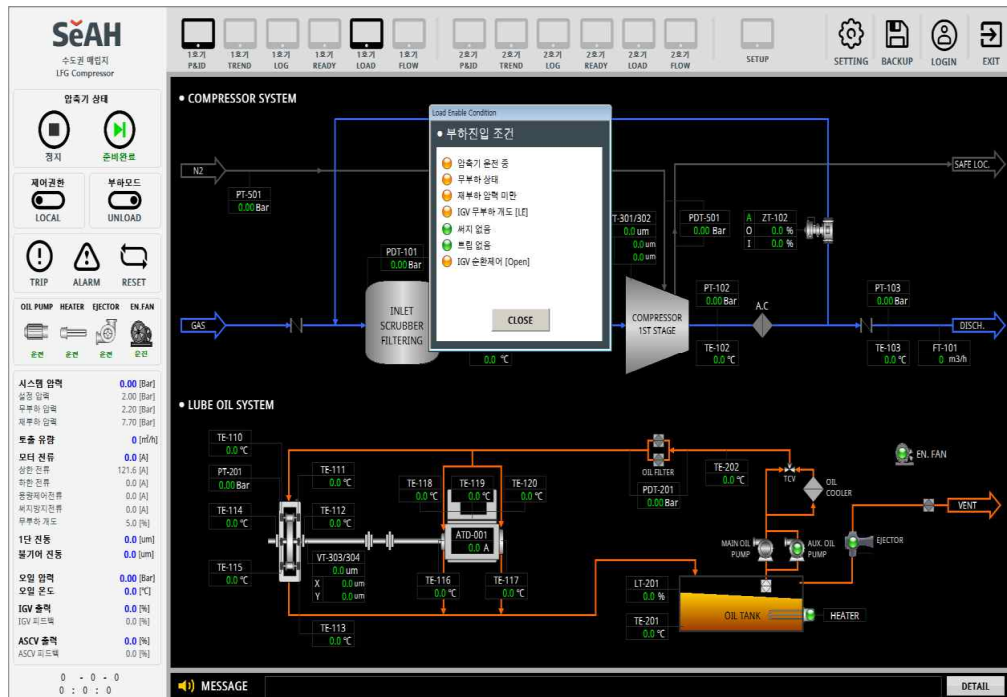 SeAH
수도권 매립지
LFG Compressor
1호기 P&ID
1호기 TREND
1호기 LOG
1호기 READY
1호기 LOAD
1호기 FLOW
2호기 P&ID
2호기 TREND
2호기 LOG
2호기 READY
2호기 LOAD
2호기 FLOW
SETUP
SETTING
BACKUP
LOGIN
EXIT
압축기 상태
정지
준비완료
제어권한
LOCAL
부하모드
UNLOAD
TRIP
ALARM
RESET
OIL PUMP HEATER EJECTOR EN.FAN
운전 운전 운전 운전
시스템 압력 0.00 [Bar]
설정 압력 2.00 [Bar]
무부하 압력 2.20 [Bar]
재부하 압력 7.70 [Bar]
토출 유량 0 [㎥/h]
모터 전류 0.0 [A]
상한 전류 121.6 [A]
하한 전류 0.0 [A]
용량제어전류 0.0 [A]
써지방지전류 0.0 [A]
무부하 개도 5.0 [%]
1단 진동 0.0 [um]
불기어 진동 0.0 [um]
오일 압력 0.00 [Bar]
오일 온도 0.0 [℃]
IGV 출력 0.0 [%]
IGV 피드백 0.0 [%]
ASCV 출력 0.0 [%]
ASCV 피드백 0.0 [%]
0 - 0 - 0
0 : 0 : 0
• COMPRESSOR SYSTEM
N2
PT-501
0.00 Bar
PDT-101
0.00 Bar
GAS
INLET
SCRUBBER
FILTERING
0.0 ℃
Load Enable Condition
● 부하진입 조건
압축기 운전 중
무부하 상태
재부하 압력 미만
IGV 무부하 개도 [LE]
써지 없음
트립 없음
IGV 순환제어 [Open]
CLOSE
T-301/302
0.0 um
0.0 um
0.0 um
PDT-501
0.00 Bar
A ZT-102
O 0.0 %
I 0.0 %
SAFE LOC.
COMPRESSOR
1ST STAGE
PT-102
0.00 Bar
A.C
TE-102
0.0 ℃
PT-103
0.00 Bar
DISCH.
TE-103
0.0 ℃
FT-101
0 m3/h
• LUBE OIL SYSTEM
TE-110
0.0 ℃
PT-201
0.00 Bar
TE-114
0.0 ℃
TE-115
0.0 ℃
TE-111
0.0 ℃
TE-112
0.0 ℃
VT-303/304
0.0 um
X 0.0 um
Y 0.0 um
TE-113
0.0 ℃
TE-118
0.0 ℃
TE-119
0.0 ℃
TE-120
0.0 ℃
ATD-001
0.0 A
TE-116
0.0 ℃
TE-117
0.0 ℃
OIL FILTER
PDT-201
0.00 Bar
TE-202
0.0 ℃
TCV
OIL
COOLER
EN. FAN
VENT
MAIN OIL
PUMP
AUX. OIL
PUMP
EJECTOR
LT-201
0.0 %
TE-201
0.0 ℃
OIL TANK
HEATER
MESSAGE
DETAIL